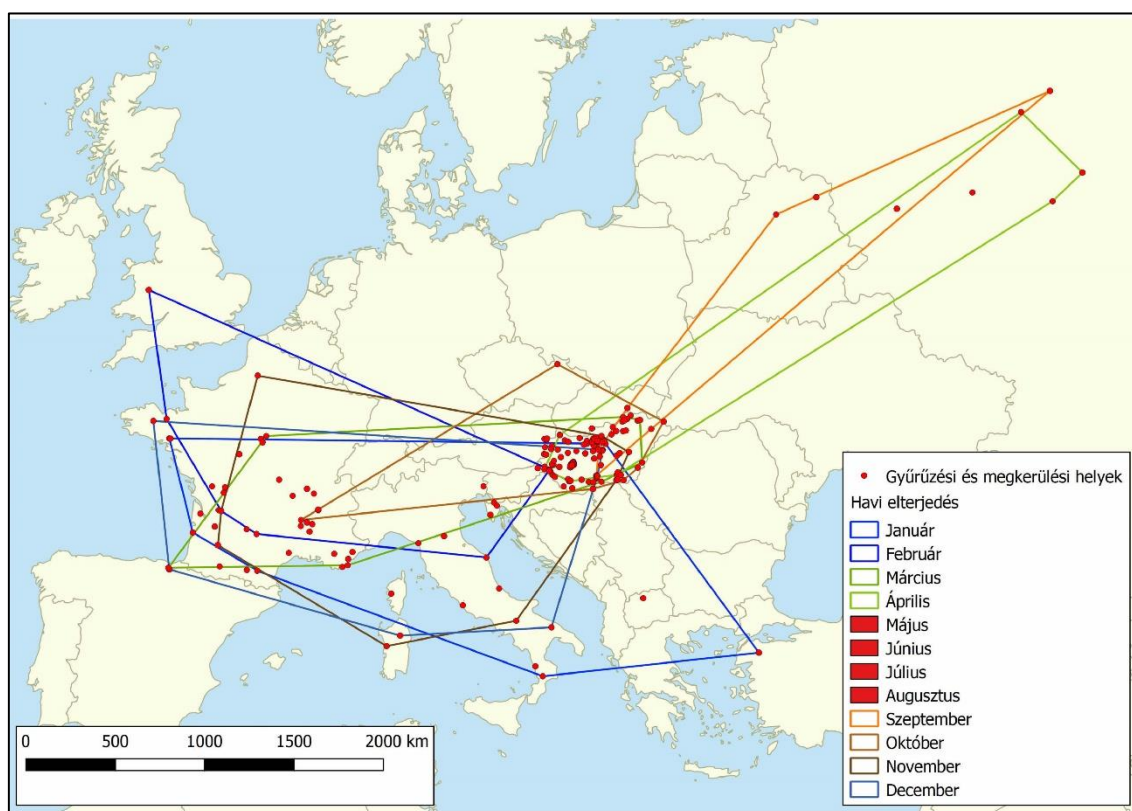 Gyűrűzési és megkerülési helyek
Havi elterjedés
Január
Február
Március
Április
Május
Június
Július
Augusztus
Szeptember
Október
November
December
0 500 1000 1500 2000 km